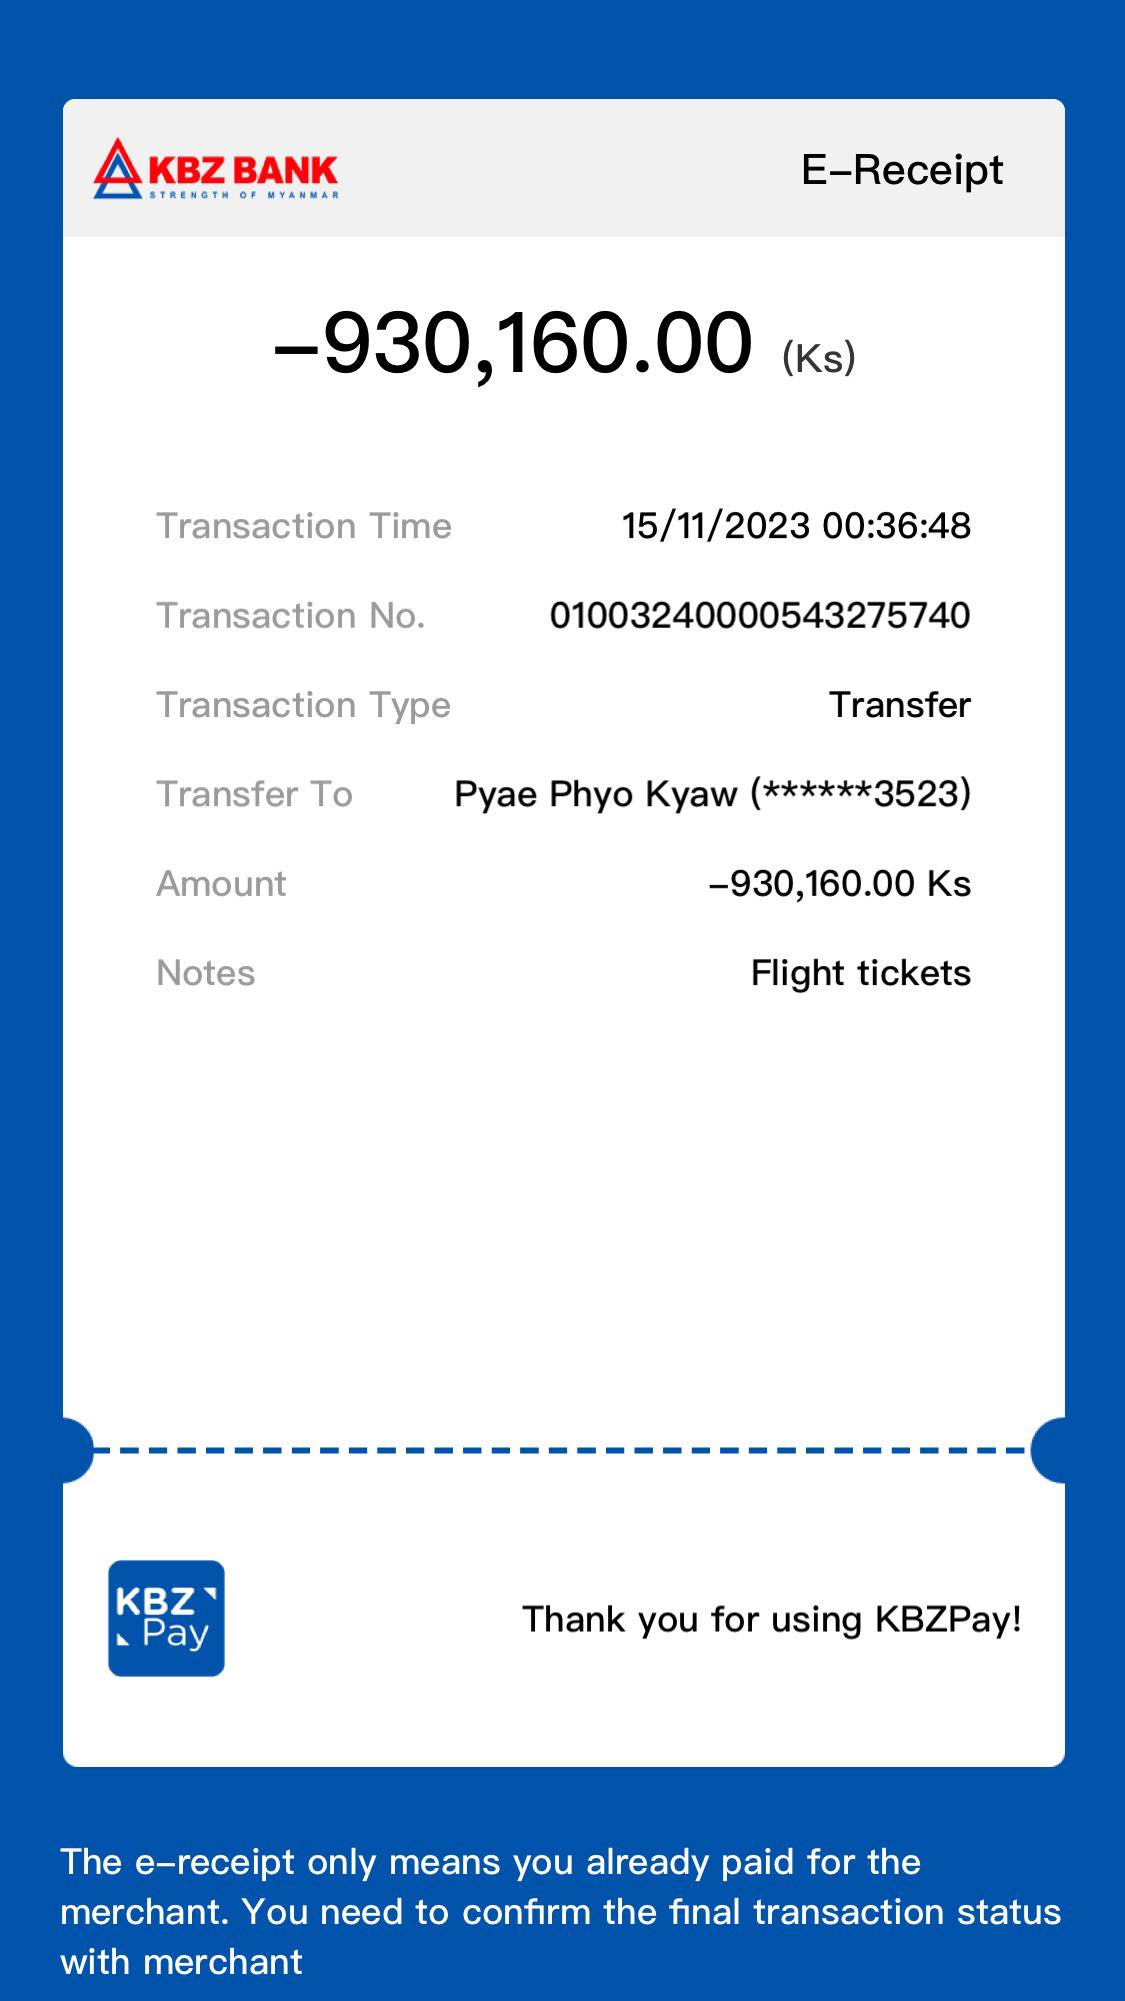 KBZ BANK
STRENGTH OF MYANMAR
E-Receipt
-930,160.00 (Ks)
Transaction Time 15/11/2023 00:36:48
Transaction No. 01003240000543275740
Transaction Type Transfer
Transfer To Pyae Phyo Kyaw (******3523)
Amount -930,160.00 Ks
Notes Flight tickets
KBZ
Pay
Thank you for using KBZPay!
The e-receipt only means you already paid for the
merchant. You need to confirm the final transaction status
with merchant